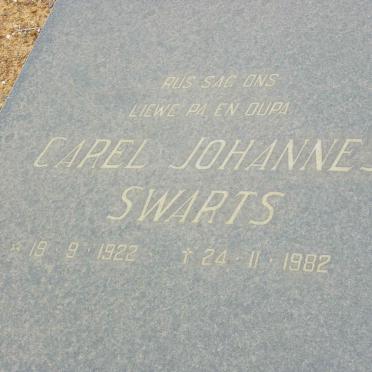 RUS SAG ONS
LIEWE PA EN OUPA
CAREL JOHANNES
SWARTS
* 19 · 9 · 1922 † 24 · 11 · 1982